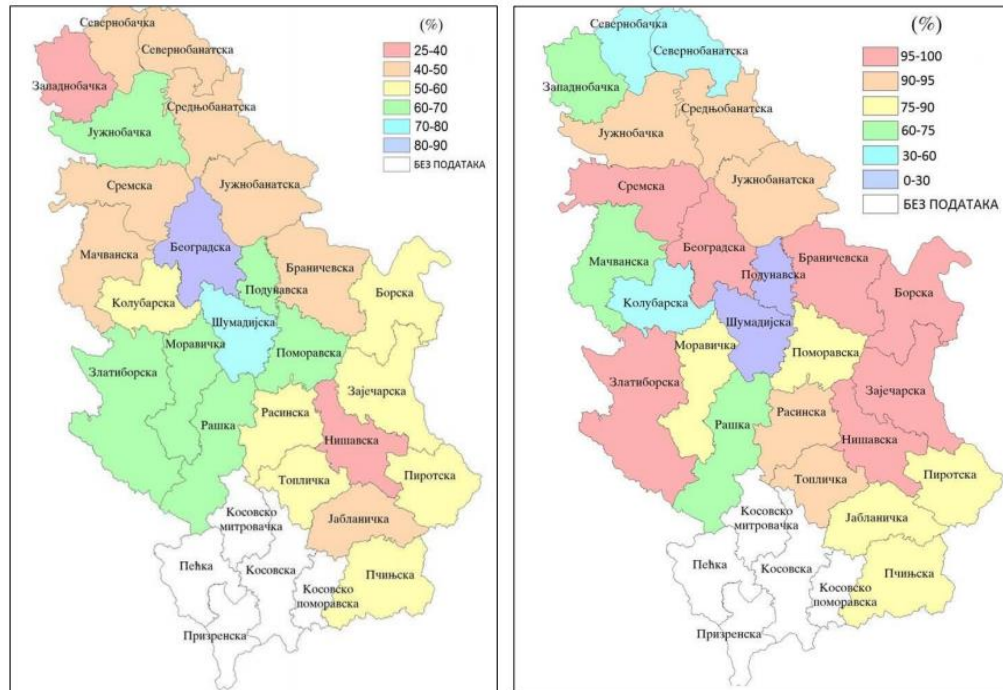 (%)
25-40
40-50
50-60
60-70
70-80
80-90
БЕЗ ПОДАТАКА
Севернобачка
Севернобанатска
Западнобачка
Средњобанатска
Јужнобачка
Сремска
Јужнобанатска
Београдска
Мачванска
Браничевска
Подунавска
Борска
Колубарска
Шумадијска
Моравичка
Поморавска
Златиборска
Зајечарска
Расинска
Рашка
Нишавска
Топличка
Пиротска
Косовско
митровачка
Јабланичка
Пећка
Косовска
Косовско
поморавска
Пчињска
Призренска
(%)
95-100
90-95
75-90
60-75
30-60
0-30
БЕЗ ПОДАТАКА
Севернобачка
Севернобанатска
Западнобачка
Средњобанатска
Јужнобачка
Јужнобанатска
Сремска
Београдска
Мачванска
Браничевска
Подунавска
Борска
Колубарска
Шумадијска
Моравичка
Поморавска
Златиборска
Зајечарска
Расинска
Рашка
Нишавска
Топличка
Пиротска
Косовско
митровачка
Јабланичка
Пећка
Косовска
Косовско
поморавска
Пчињска
Призренска